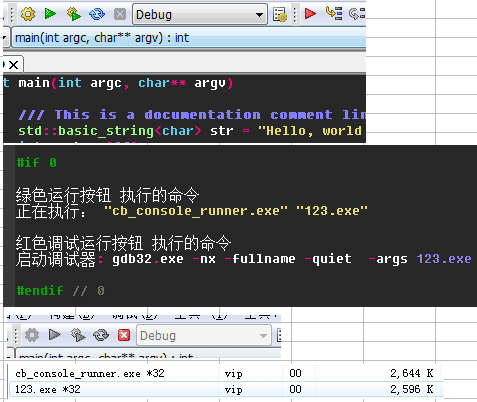 Debug
main(int argc, char** argv) : int
t main(int argc, char** argv)
/// This is a documentation comment lin
std::basic_string<char> str = "Hello, world
#if 0
绿色运行按钮 执行的命令
正在执行: "cb_console_runner.exe" "123.exe"
红色调试运行按钮 执行的命令
启动调试器: gdb32.exe -nx -fullname -quiet -args 123.exe
#endif // 0
Debug
main(int argc, char** argv) : int
cb_console_runner.exe *32 vip 00 2,644 K
123.exe *32 vip 00 2,596 K